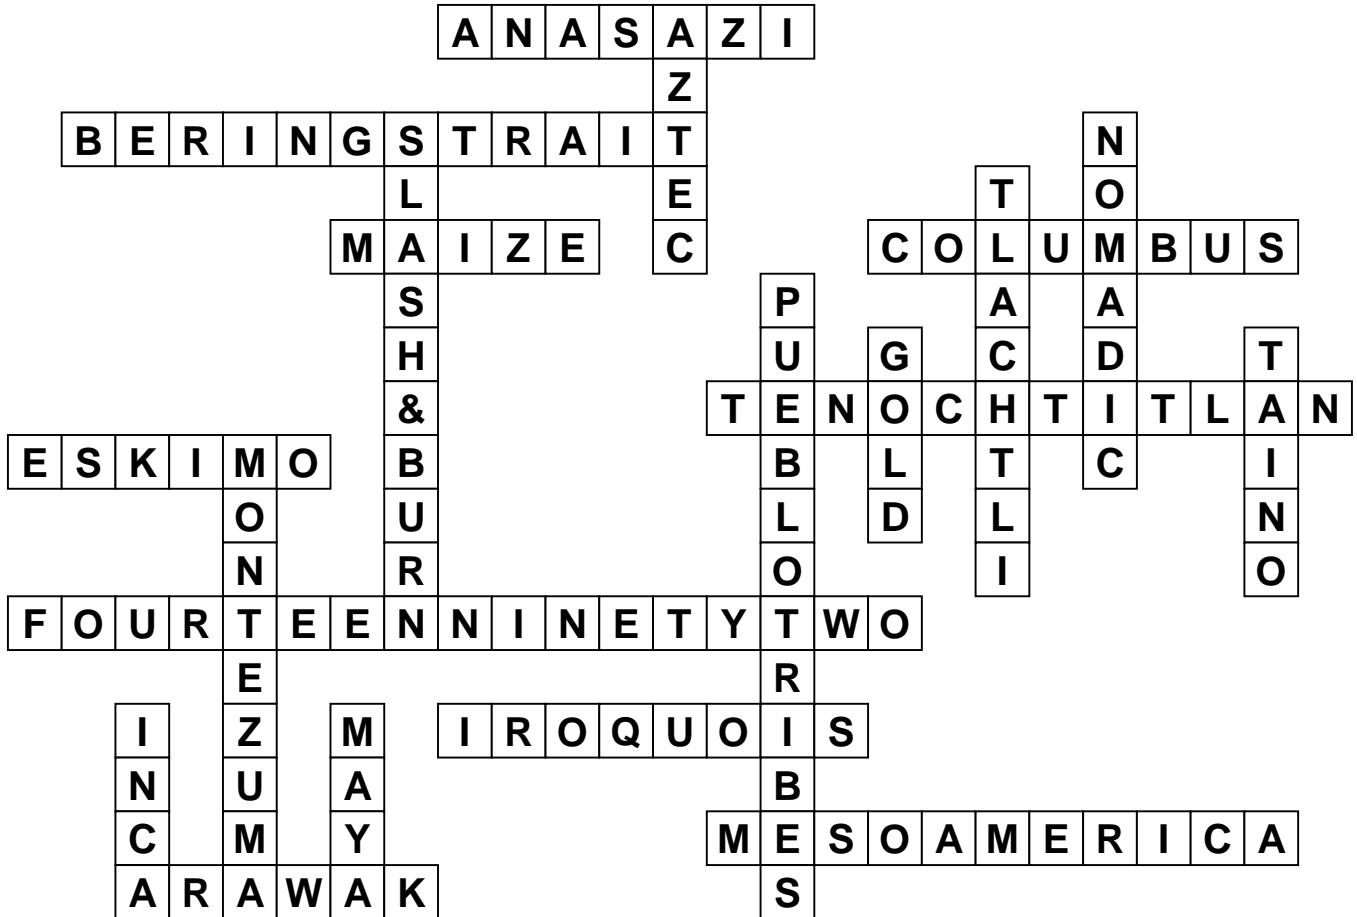 ANASAZI
AZTEC
BERINGSTRAIT
SLASH&BURN
NOMADIC
TLACHTLI
MAIZE
COLUMBUS
PUEBLOTRIBES
GOLD
TAINO
TENOCHTITLAN
ESKIMO
MONTEZUMA
FOURTEENNINETYTWO
INCA
MAYA
IROQUOIS
MESOAMERICA
ARAWAK